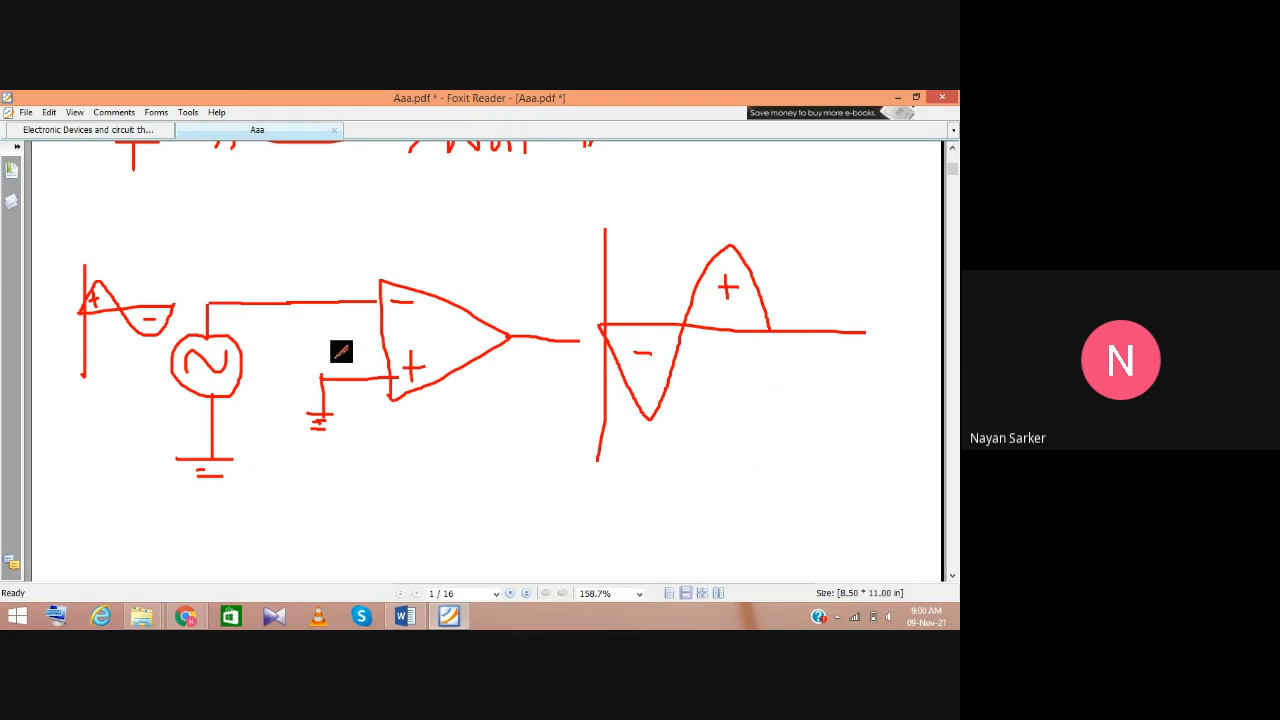 Aaa.pdf * - Foxit Reader - [Aaa.pdf *]
File Edit View Comments Forms Tools Help
Save money to buy more e-books.
Electronic Devices and circuit th...
Aaa
+
-
-
+
-
+
N
Nayan Sarker
Ready
1 / 16
158.7%
Size: [8.50 * 11.00 in]
W
9:00 AM
09-Nov-21